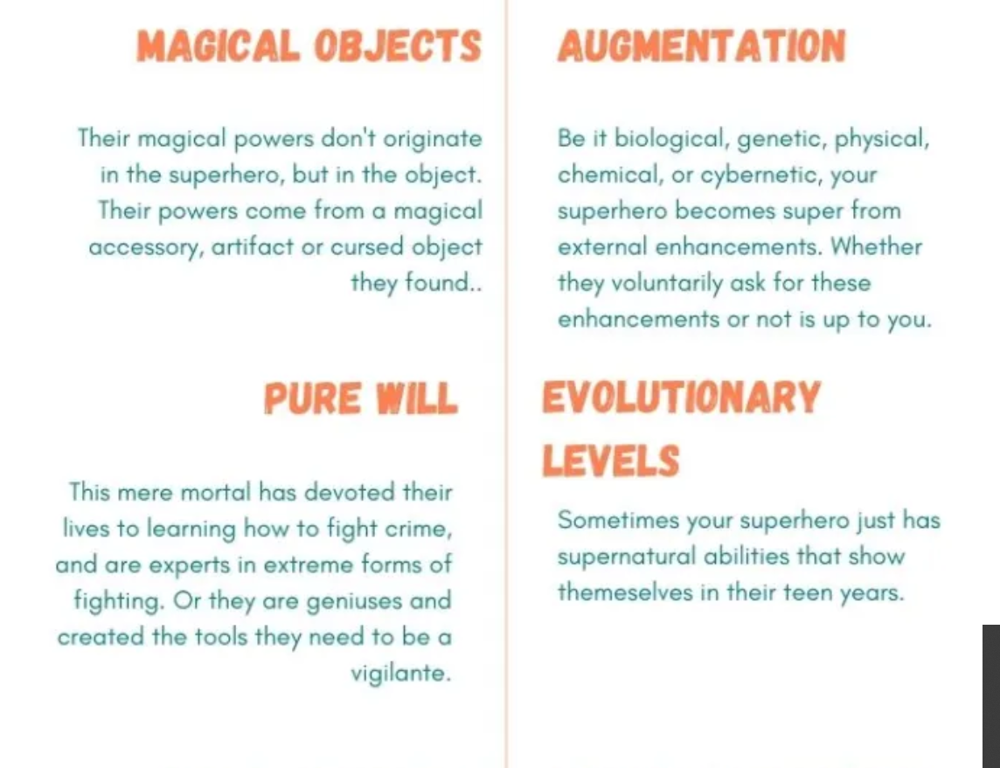 MAGICAL OBJECTS
Their magical powers don't originate
in the superhero, but in the object.
Their powers come from a magical
accessory, artifact or cursed object
they found..
AUGMENTATION
Be it biological, genetic, physical,
chemical, or cybernetic, your
superhero becomes super from
external enhancements. Whether
they voluntarily ask for these
enhancements or not is up to you.
PURE WILL
This mere mortal has devoted their
lives to learning how to fight crime,
and are experts in extreme forms of
fighting. Or they are geniuses and
created the tools they need to be a
vigilante.
EVOLUTIONARY
LEVELS
Sometimes your superhero just has
supernatural abilities that show
themeselves in their teen years.